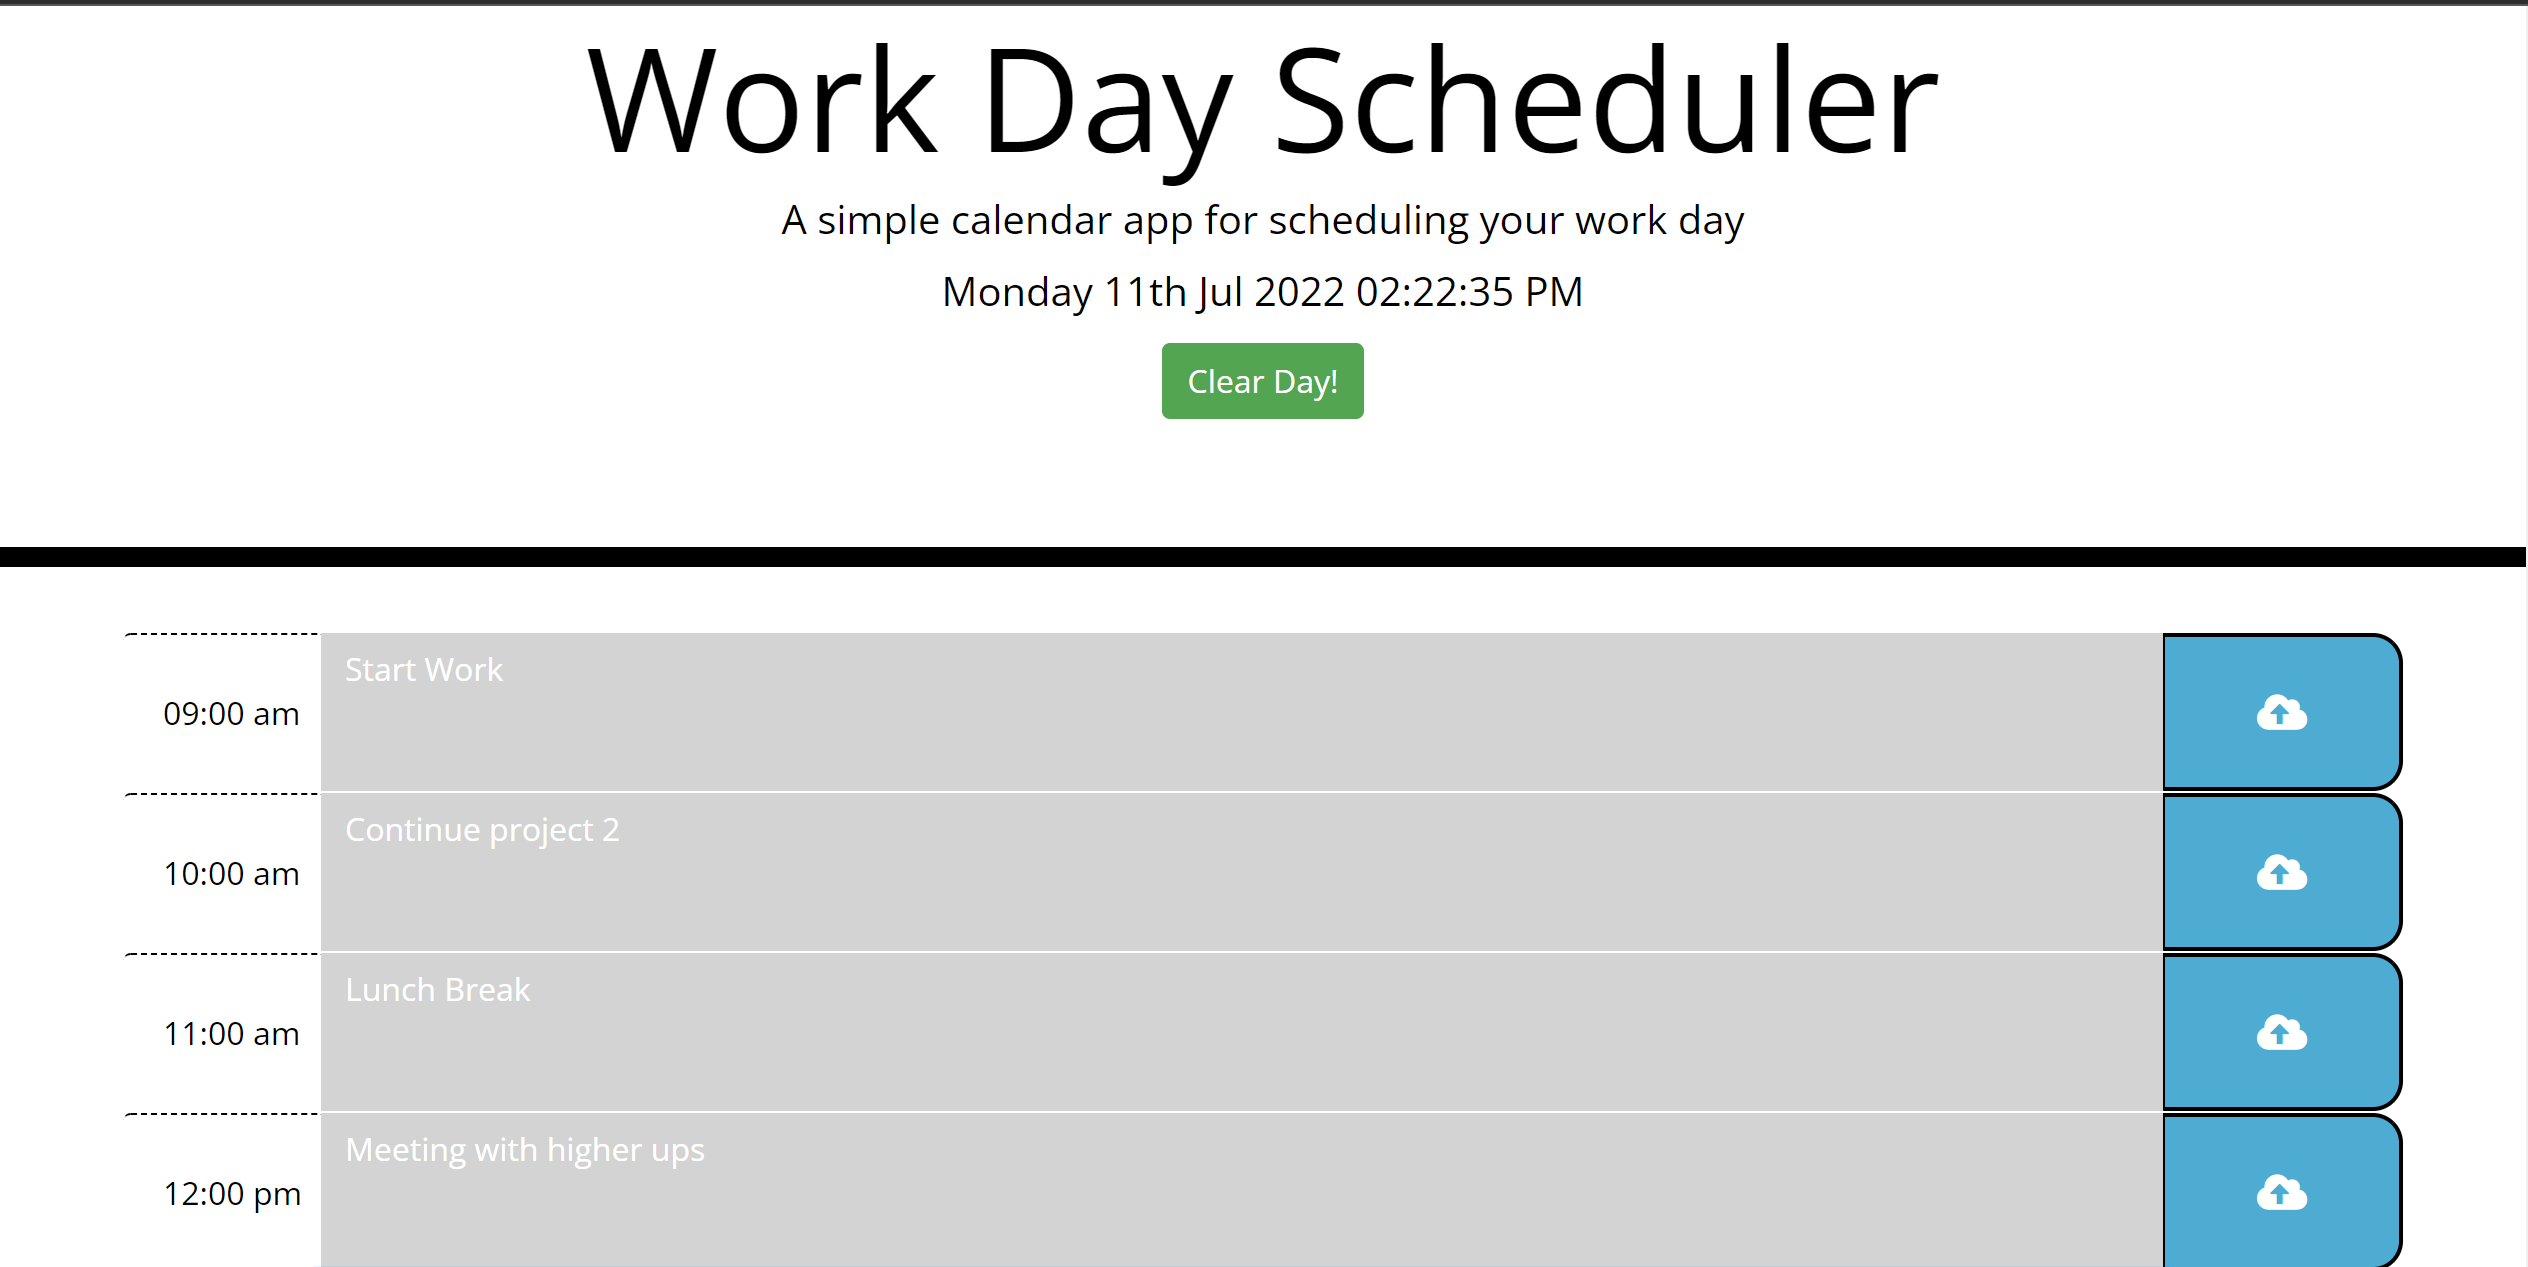 Work Day Scheduler
A simple calendar app for scheduling your work day
Monday 11th Jul 2022 02:22:35 PM
Clear Day!
09:00 am
Start Work
10:00 am
Continue project 2
11:00 am
Lunch Break
12:00 pm
Meeting with higher ups